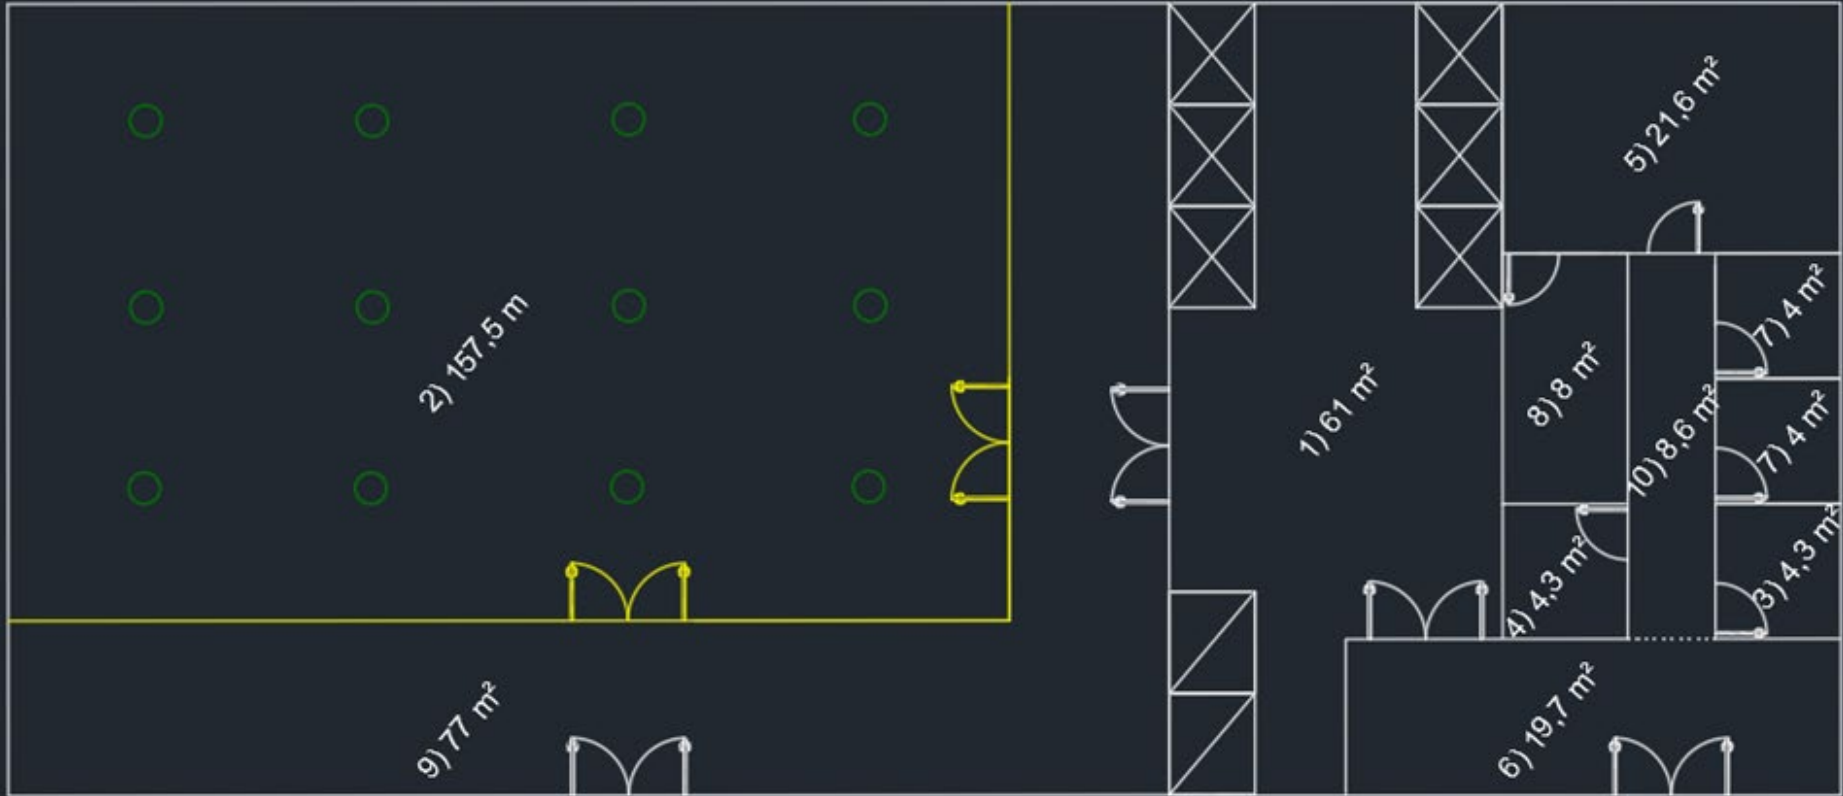 5)21,6 m²
7)4 m²
2) 157,5 m
1)61 m²
8)8 m²
10)8,6 m²
7)4 m²
4)4,3 m²
3)4,3 m²
9)77 m²
6)19,7 m²